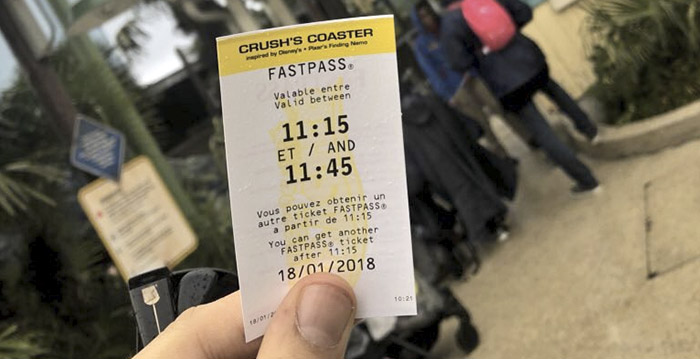 CRUSH'S COASTER
inspired by Disney's • Pixar's Finding Nemo
FASTPASS®
Valable entre
Valid between
11:15
ET / AND
11:45
Vous pouvez obtenir un
autre ticket FASTPASS®
a partir de 11:15
You can get another
FASTPASS® ticket
after 11:15
18/01/2018
10:21